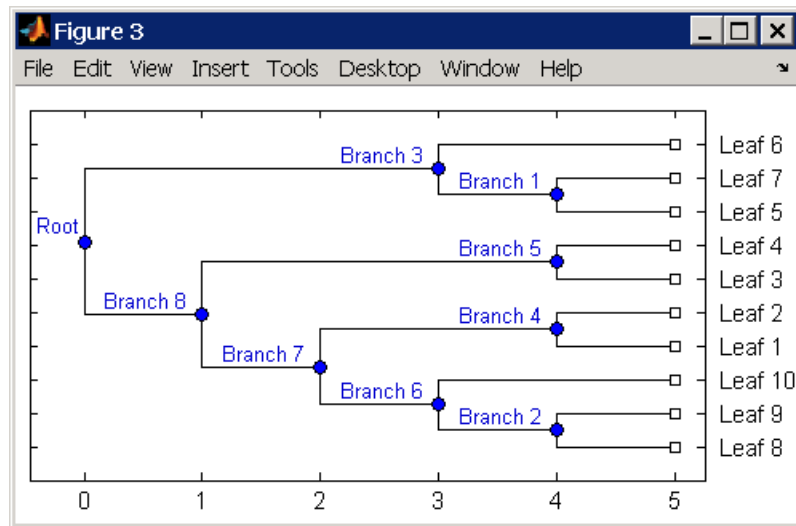 Figure 3
File Edit View Insert Tools Desktop Window Help
Branch 3
Leaf 6
Branch 1
Leaf 7
Leaf 5
Root
Branch 5
Leaf 4
Leaf 3
Branch 8
Branch 4
Leaf 2
Leaf 1
Branch 7
Branch 6
Leaf 10
Branch 2
Leaf 9
Leaf 8
0 1 2 3 4 5